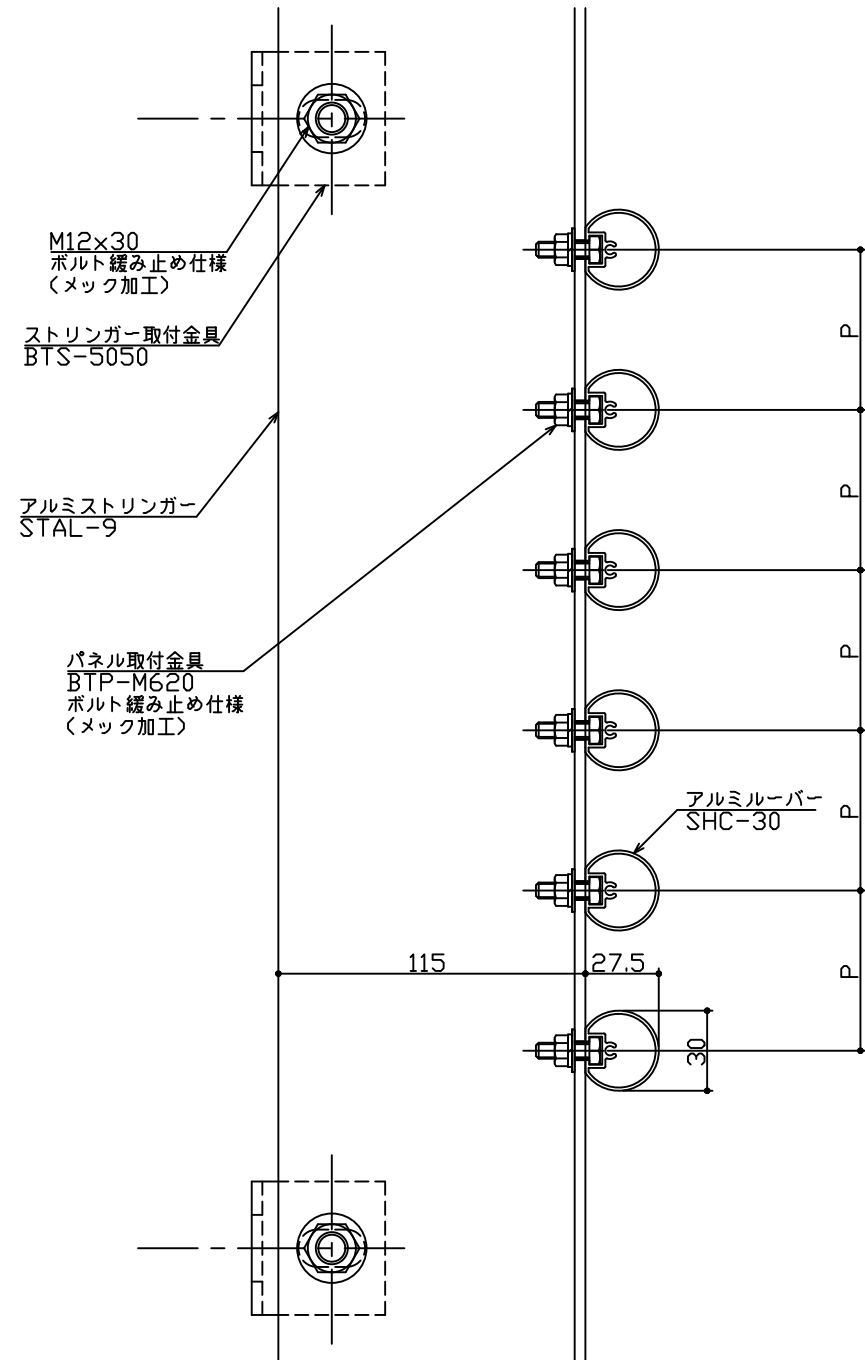 M12×30
ボルト緩み止め仕様
(メック加工)
ストリンガー取付金具
BTS-5050
P
P
アルミストリンガー
STAL-9
P
パネル取付金具
BTP-M620
ボルト緩み止め仕様
(メック加工)
アルミルーバー
SHC-30
P
115
27.5
P
30